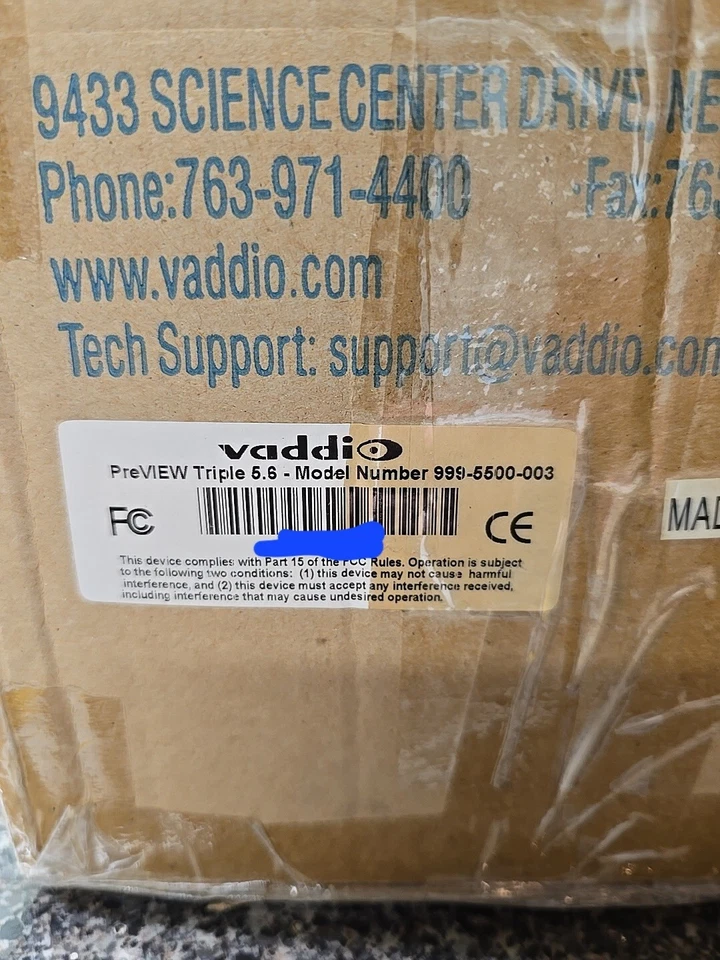 9433 SCIENCE CENTER DRIVE, NE
Phone:763-971-4400 Fax:763
www.vaddio.com
Tech Support: support@vaddio.com
vaddio
PreVIEW Triple 5.6 - Model Number 999-5500-003
FC CE
MAD
This device complies with Part 15 of the FCC Rules. Operation is subject
to the following two conditions: (1) this device may not cause harmful
interference, and (2) this device must accept any interference received,
including interference that may cause undesired operation.